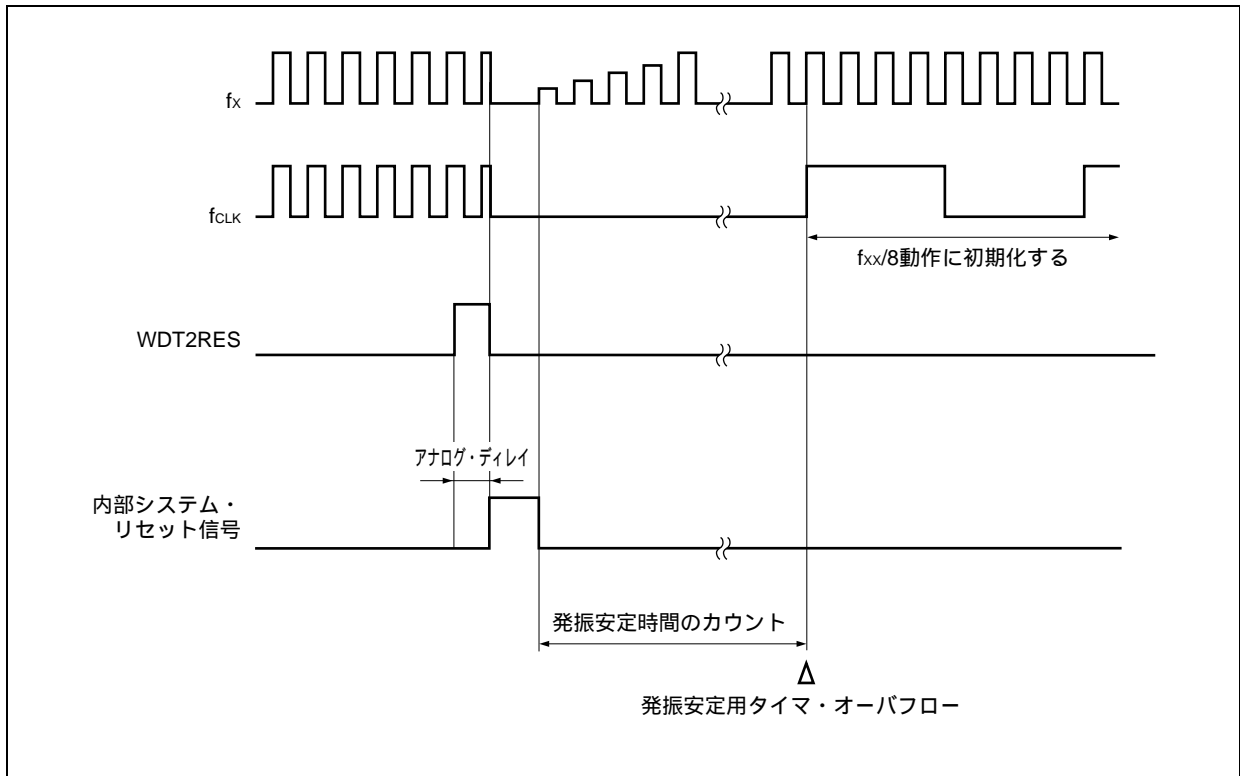 fX
fCLK
fXX/8動作に初期化する
WDT2RES
アナログ・ディレイ
内部システム・
リセット信号
発振安定時間のカウント
発振安定用タイマ・オーバフロー